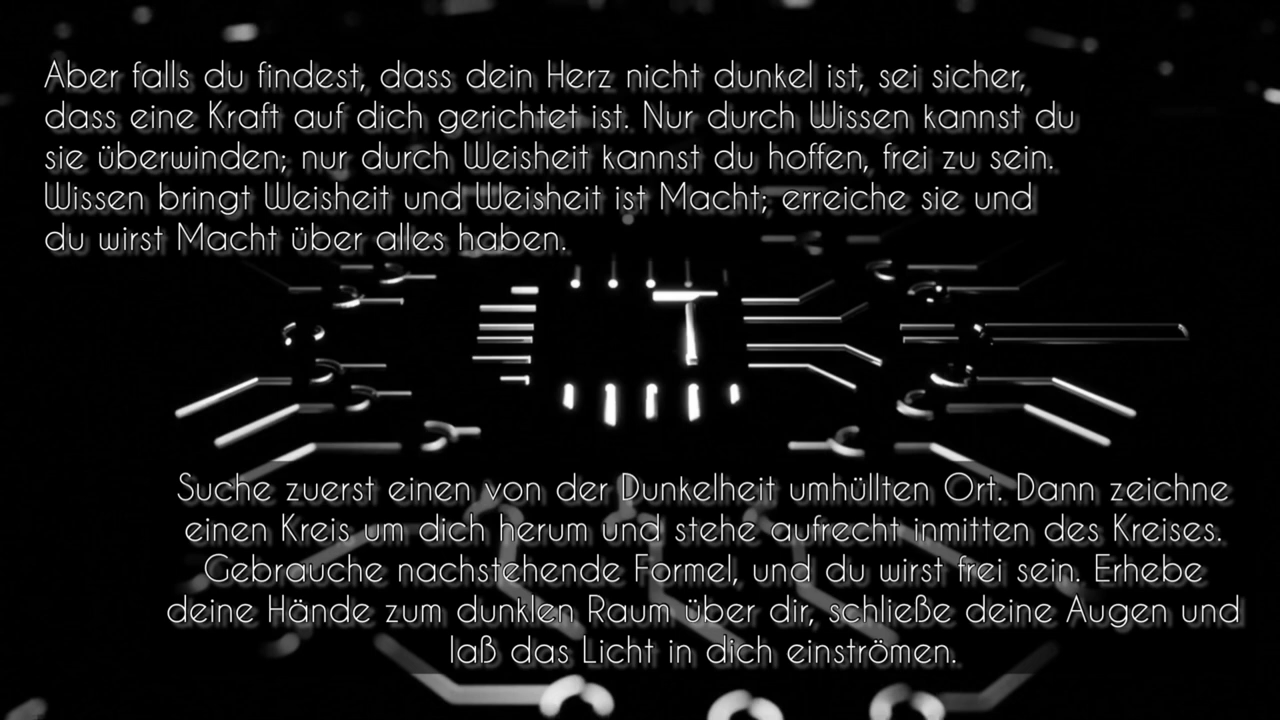 Aber falls du findest, dass dein Herz nicht dunkel ist, sei sicher,
dass eine Kraft auf dich gerichtet ist. Nur durch Wissen kannst du
sie überwinden; nur durch Weisheit kannst du hoffen, frei zu sein.
Wissen bringt Weisheit und Weisheit ist Macht; erreiche sie und
du wirst Macht über alles haben.
Suche zuerst einen von der Dunkelheit umhüllten Ort. Dann zeichne
einen Kreis um dich herum und stehe aufrecht inmitten des Kreises.
Gebrauche nachstehende Formel, und du wirst frei sein. Erhebe
deine Hände zum dunklen Raum über dir, schließe deine Augen und
laß das Licht in dich einströmen.